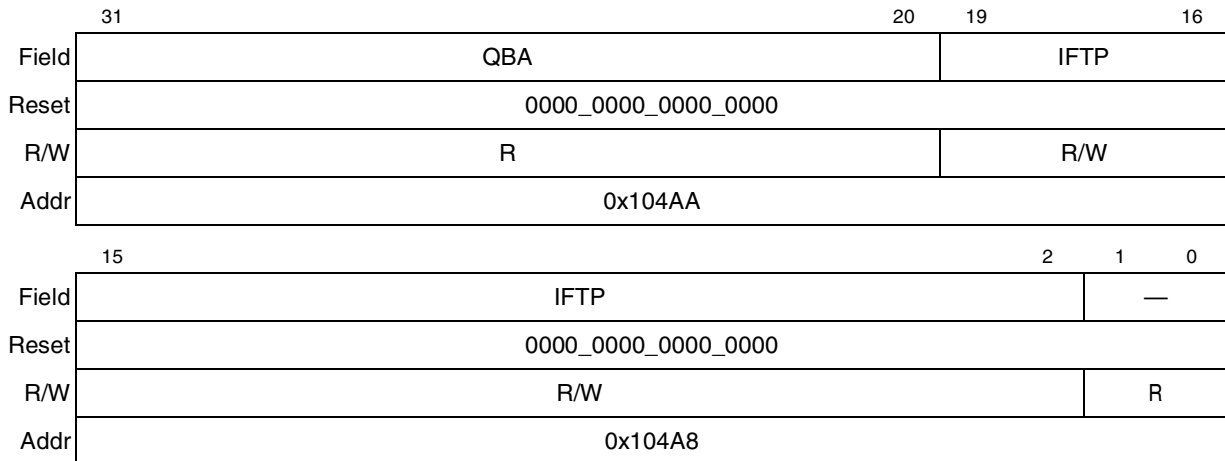 31 20 19 16
Field QBA IFTP
Reset 0000_0000_0000_0000
R/W R R/W
Addr 0x104AA
15 2 1 0
Field IFTP —
Reset 0000_0000_0000_0000
R/W R/W R
Addr 0x104A8